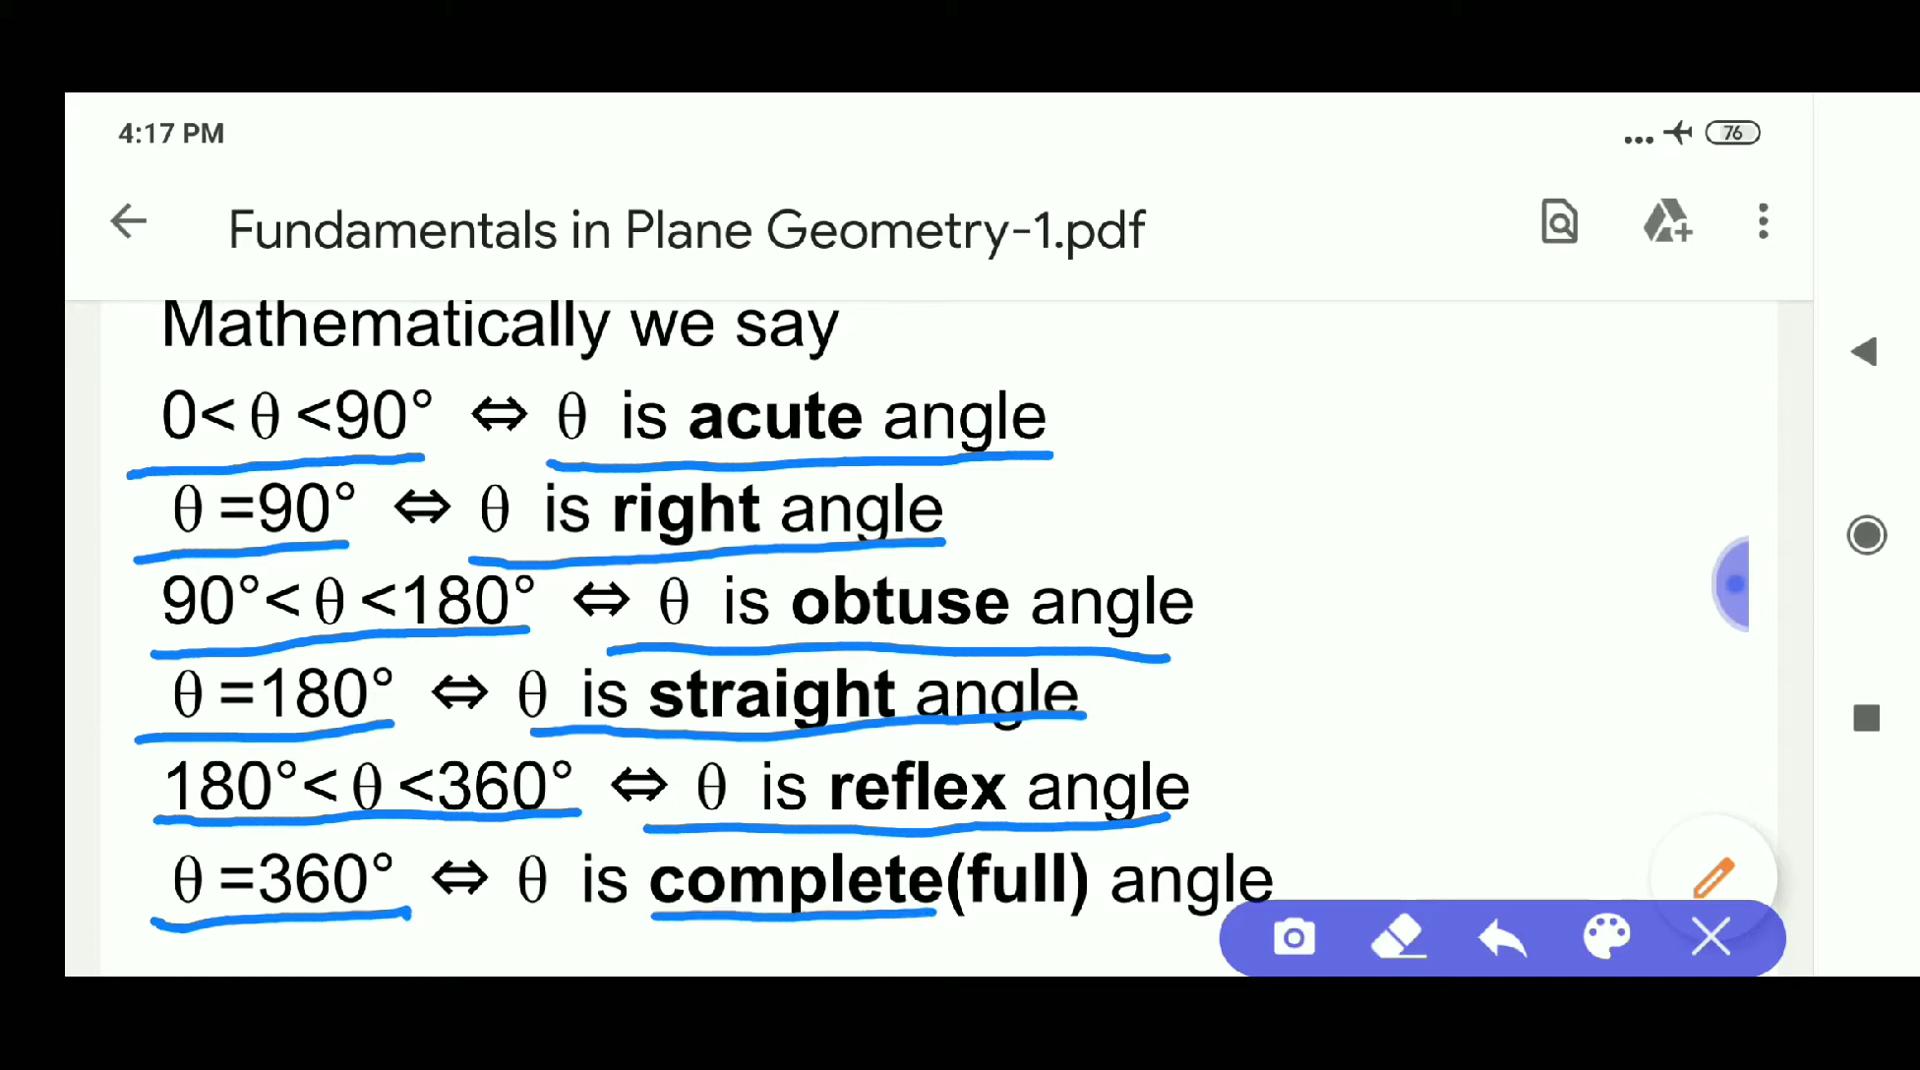 4:17 PM
76
Fundamentals in Plane Geometry-1.pdf
Mathematically we say
0< θ <90° ⇔ θ is acute angle
θ =90° ⇔ θ is right angle
90°< θ <180° ⇔ θ is obtuse angle
θ =180° ⇔ θ is straight angle
180°< θ <360° ⇔ θ is reflex angle
θ =360° ⇔ θ is complete(full) angle